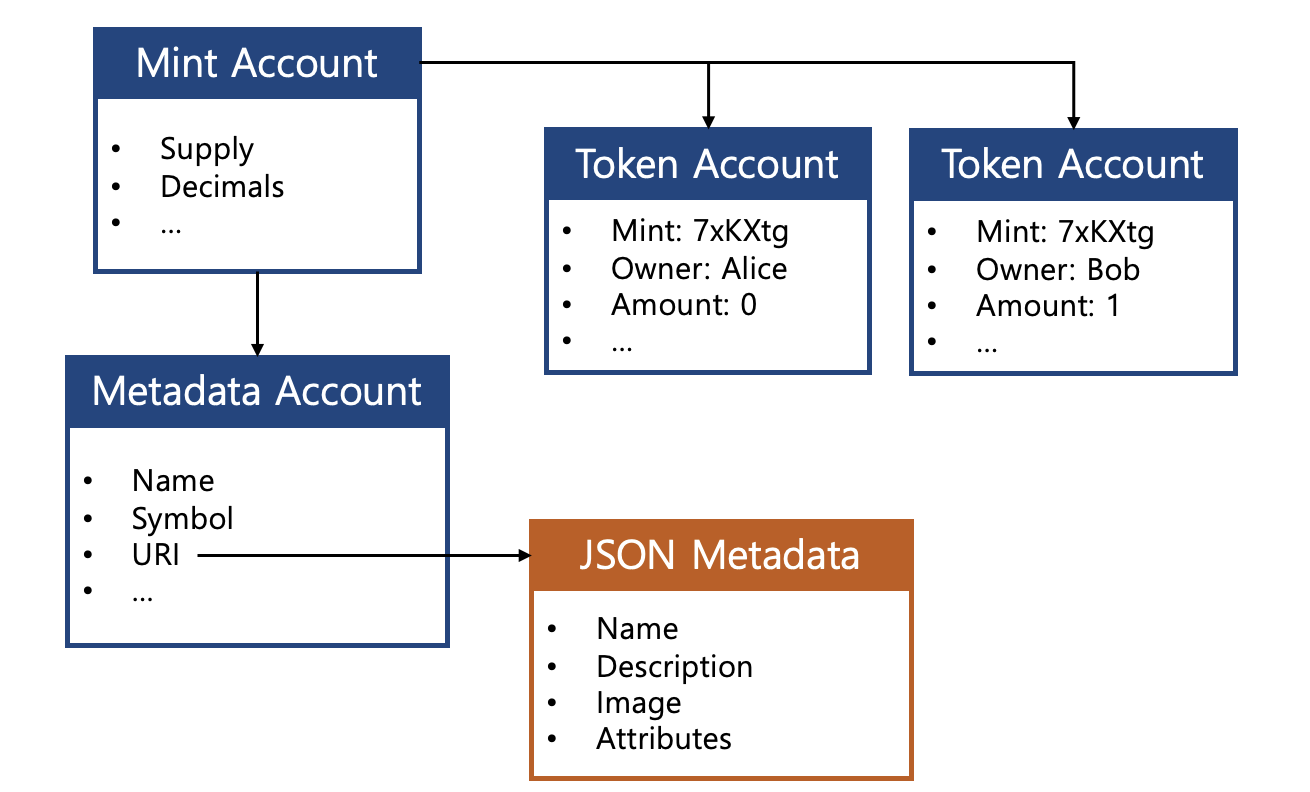 Mint Account
• Supply
• Decimals
• ...
Token Account
• Mint: 7xKXtg
• Owner: Alice
• Amount: 0
• ...
Token Account
• Mint: 7xKXtg
• Owner: Bob
• Amount: 1
• ...
Metadata Account
• Name
• Symbol
• URI
• ...
JSON Metadata
• Name
• Description
• Image
• Attributes